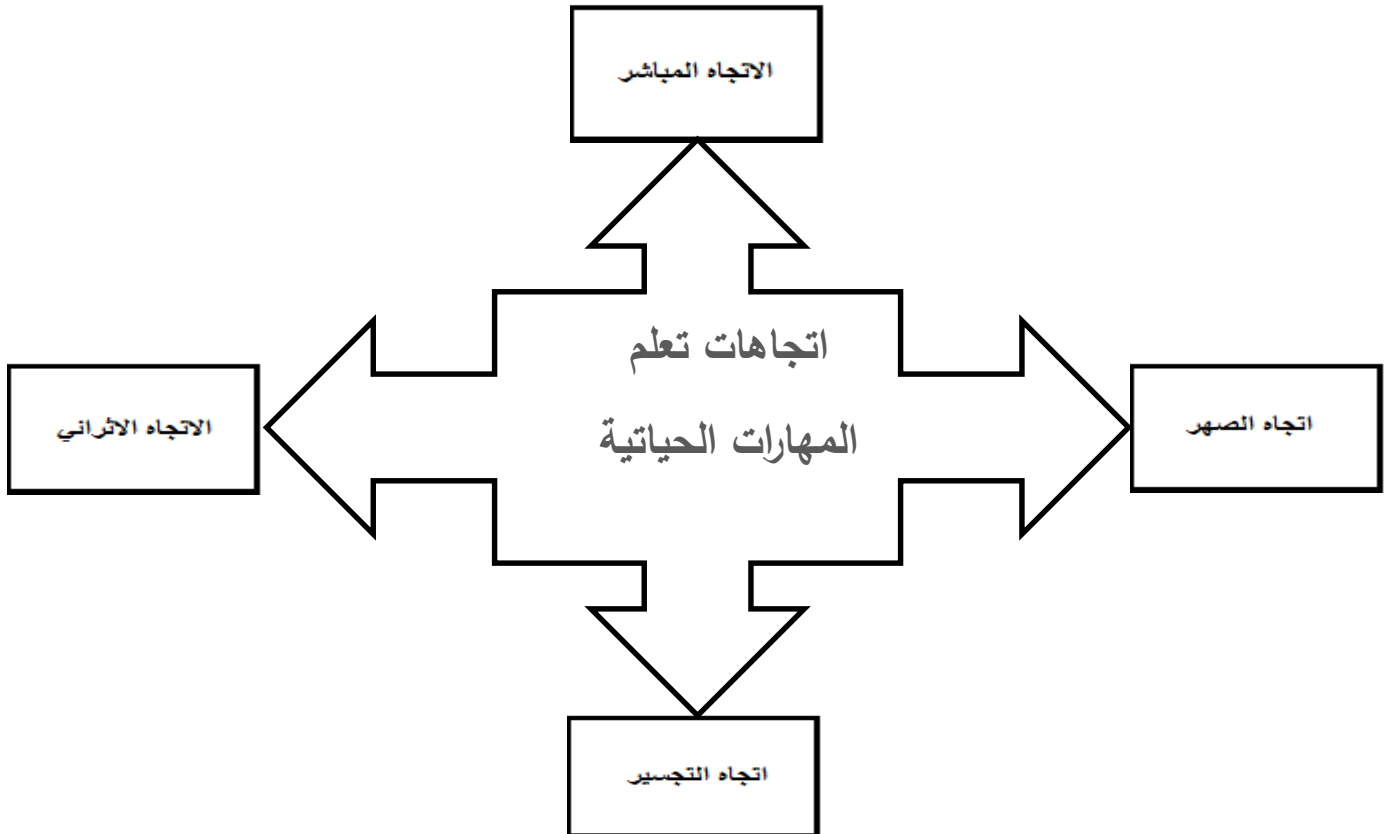 الاتجاه المباشر
اتجاهات تعلم
المهارات الحياتية
اتجاه الصهر
الاتجاه الاثرائي
اتجاه التجسير